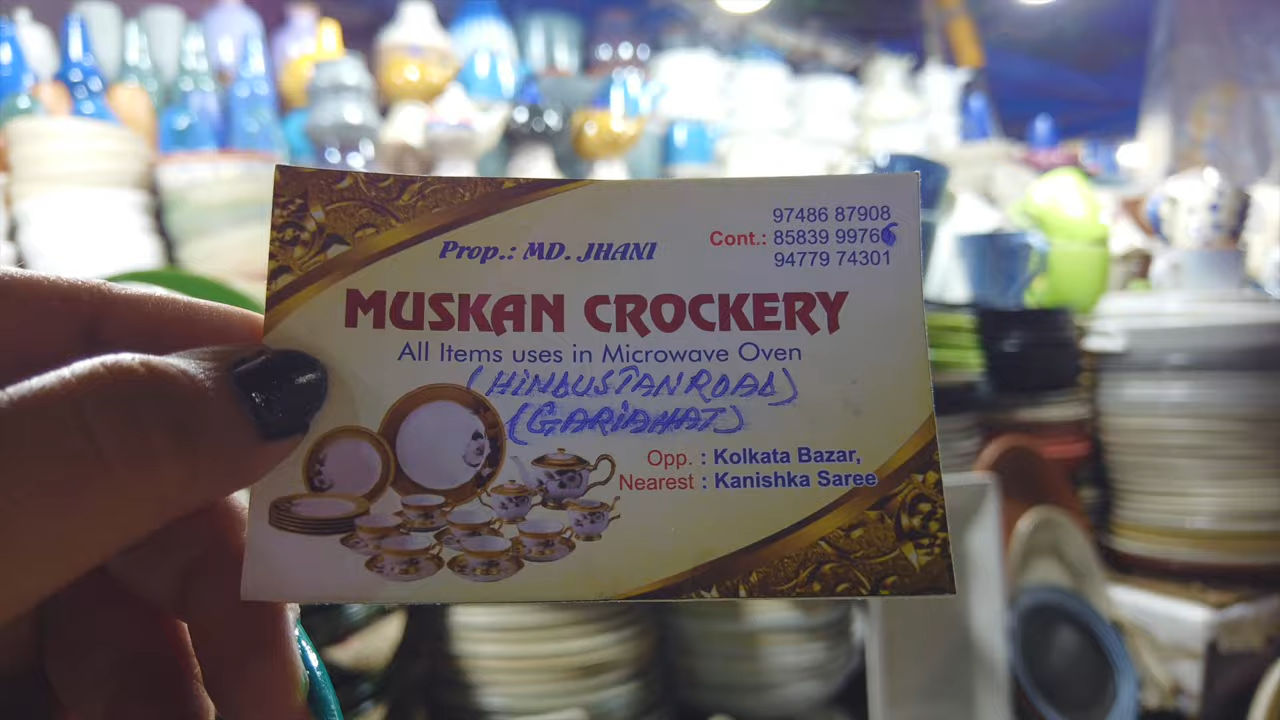 Prop.: MD. JHANI
97486 87908
Cont.: 85839 99766
94779 74301
MUSKAN CROCKERY
All Items uses in Microwave Oven
(HINDUSTAN ROAD)
(GARIAHAT)
Opp. : Kolkata Bazar,
Nearest : Kanishka Saree